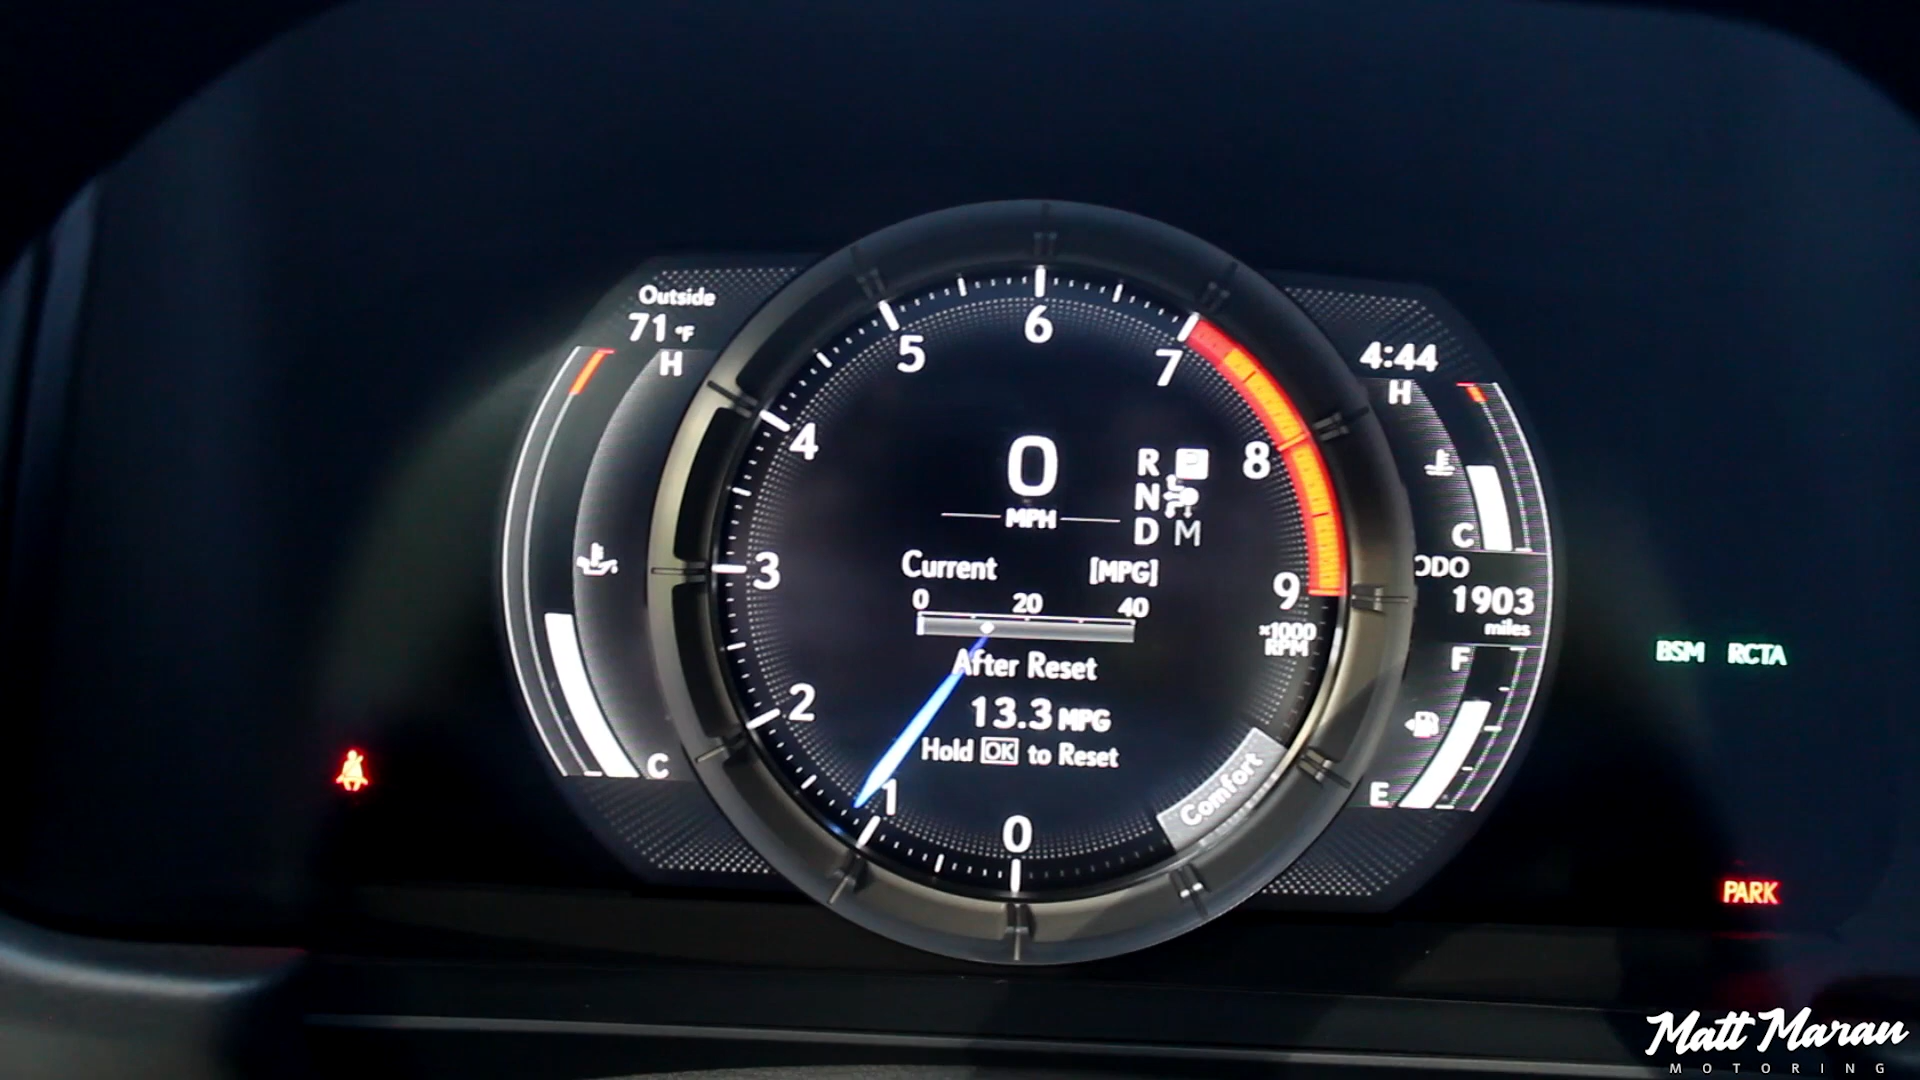 Outside
71 °F
H
C
4:44
H
C
ODO
1903
miles
F
E
0
1
2
3
4
5
6
7
8
9
x1000
RPM
0
MPH
R P
N
D M
Current [MPG]
0 20 40
After Reset
13.3 MPG
Hold OK to Reset
Comfort
BSM RCTA
PARK
Matt Maran
MOTORING